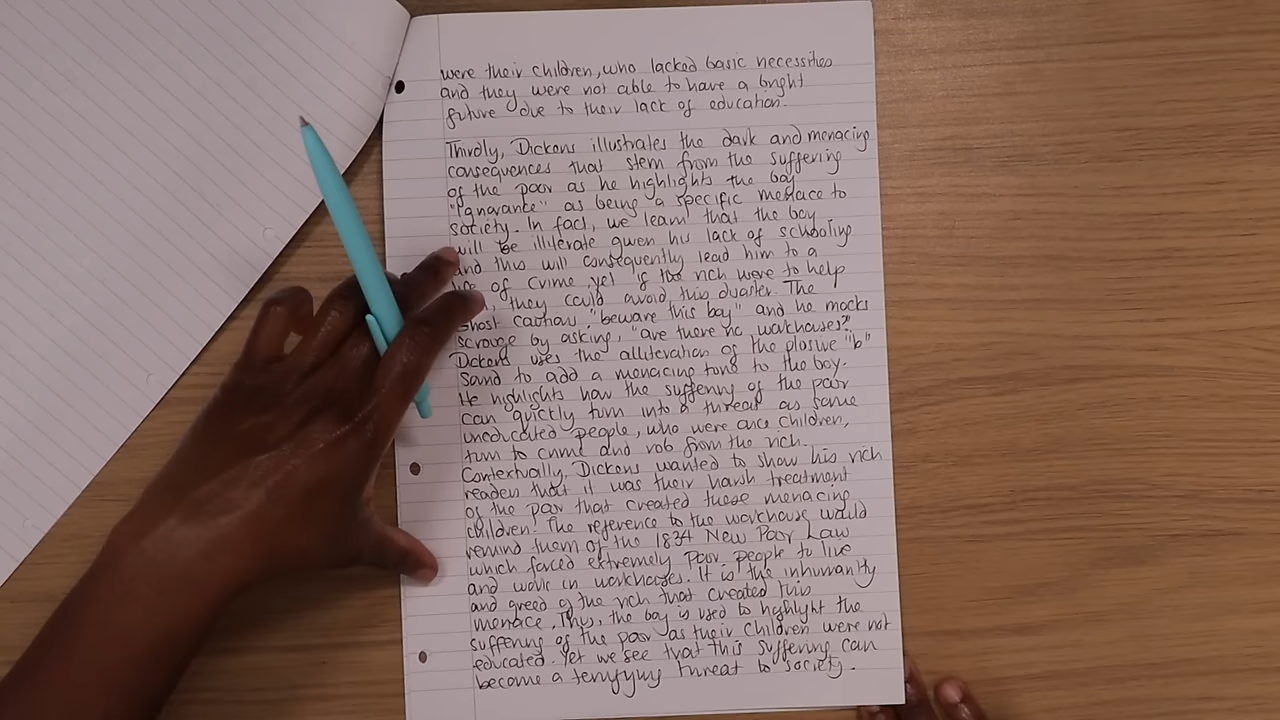 were their children, who lacked basic necessities
and they were not able to have a bright
future due to their lack of education.
Thirdly, Dickens illustrates the dark and menacing
consequences that stem from the suffering
of the poor as he highlights the boy
"Ignorance" as being a specific menace to
society. In fact, we learn that the boy
will be illiterate given his lack of schooling
and this will consequently lead him to a
of crime yet if the rich were to help
they could avoid this disaster. The
Ghost cautions, "beware this boy" and he mocks
scrooge by asking, "are there no workhouses?"
Dickens uses the alliteration of the plosive "b"
sound to add a menacing tone to the boy.
He highlights how the suffering of the poor
can quickly turn into a threat as some
uneducated people, who were once children,
turn to crime and rob from the rich.
Contextually, Dickens wanted to show his rich
readers that it was their harsh treatment
of the poor that created these menacing
children. The reference to the workhouse would
remind them of the 1834 New Poor Law
which forced extremely poor people to live
and work in workhouses. It is the inhumanity
and greed of the rich that created this
menace. Thus, the boy is used to highlight the
suffering of the poor as their children were not
educated. Yet we see that this suffering can
become a terrifying threat to society.